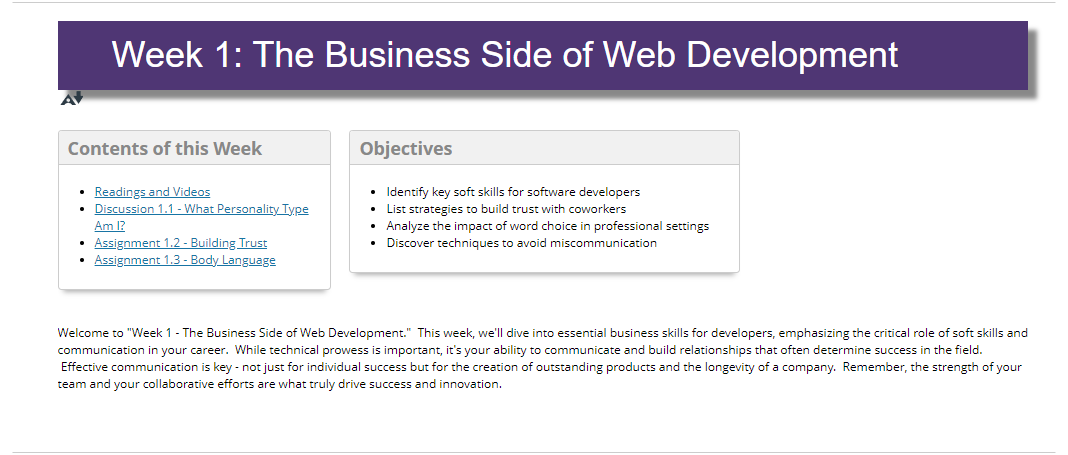 Week 1: The Business Side of Web Development
A
Contents of this Week
Readings and Videos
Discussion 1.1 - What Personality Type
Am I?
Assignment 1.2 - Building Trust
Assignment 1.3 - Body Language
Objectives
Identify key soft skills for software developers
List strategies to build trust with coworkers
Analyze the impact of word choice in professional settings
Discover techniques to avoid miscommunication
Welcome to "Week 1 - The Business Side of Web Development."  This week, we'll dive into essential business skills for developers, emphasizing the critical role of soft skills and
communication in your career.  While technical prowess is important, it's your ability to communicate and build relationships that often determine success in the field.
Effective communication is key - not just for individual success but for the creation of outstanding products and the longevity of a company.  Remember, the strength of your
team and your collaborative efforts are what truly drive success and innovation.